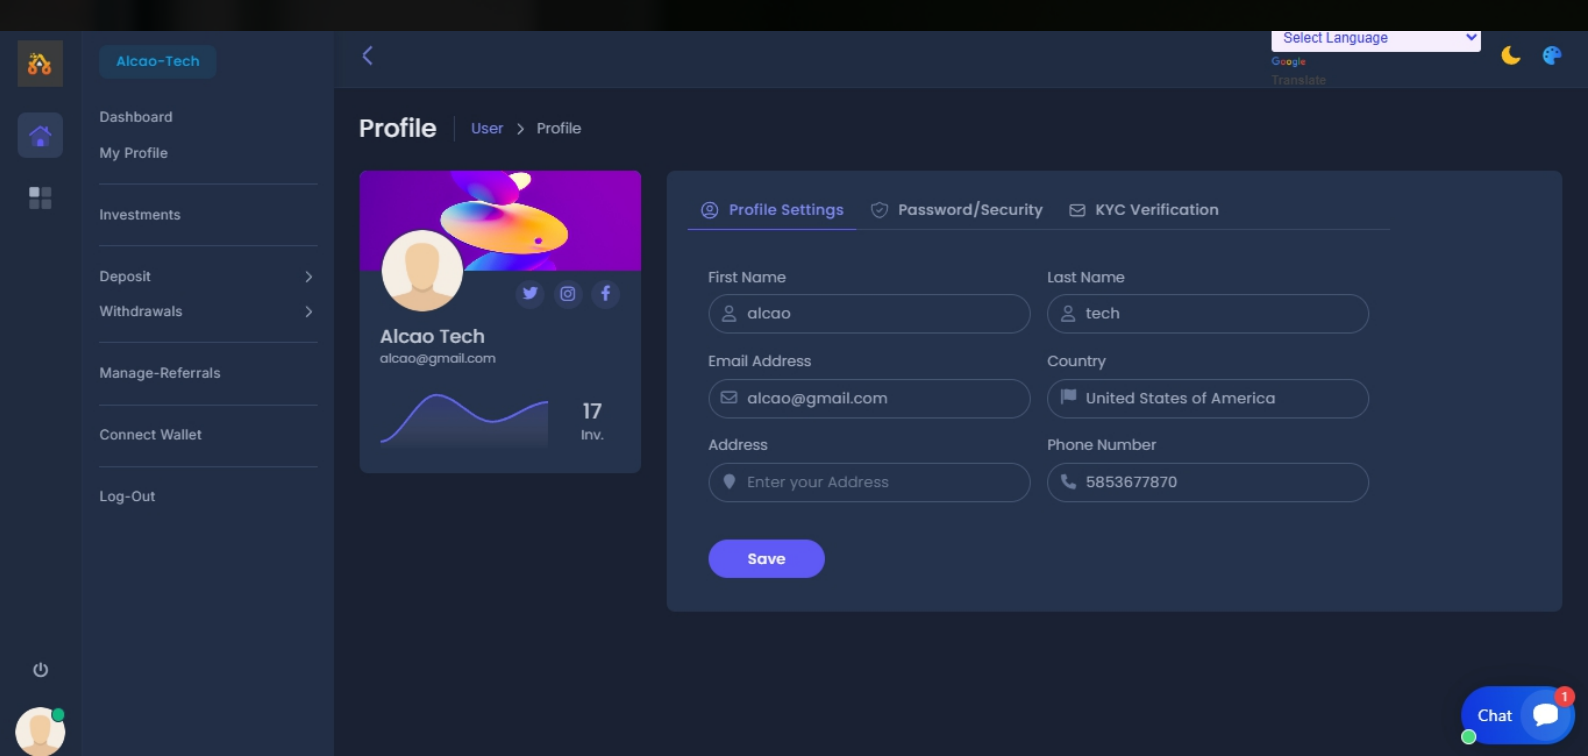 Select Language
Google
Translate
Alcao-Tech
Dashboard
My Profile
Investments
Deposit
Withdrawals
Manage-Referrals
Connect Wallet
Log-Out
Profile User > Profile
Alcao Tech
alcao@gmail.com
17
Inv.
Profile Settings Password/Security KYC Verification
First Name Last Name
alcao tech
Email Address Country
alcao@gmail.com United States of America
Address Phone Number
Enter your Address 5853677870
Save
Chat 1